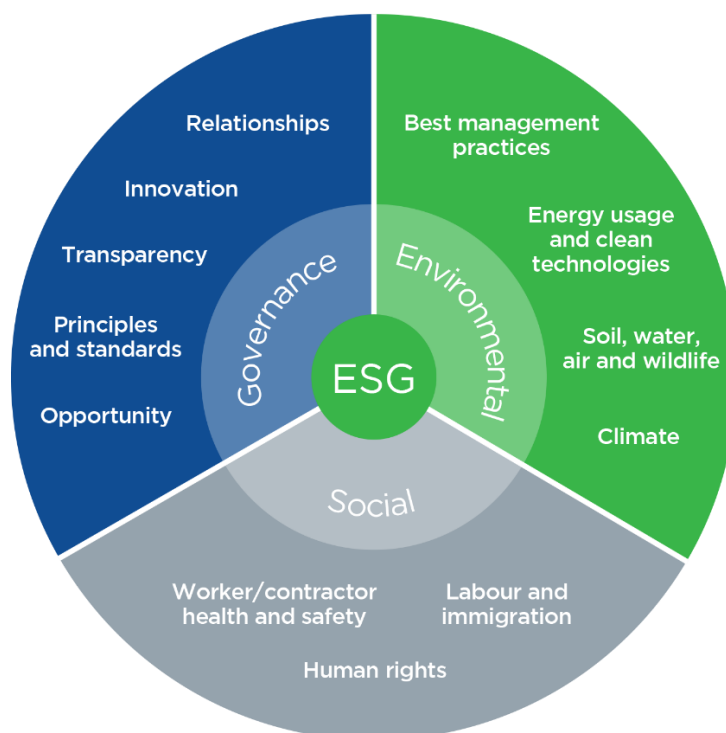 Relationships
Innovation
Transparency
Principles
and standards
Opportunity
Governance
Best management
practices
Energy usage
and clean
technologies
Soil, water,
air and wildlife
Climate
Environmental
ESG
Social
Worker/contractor
health and safety
Labour and
immigration
Human rights